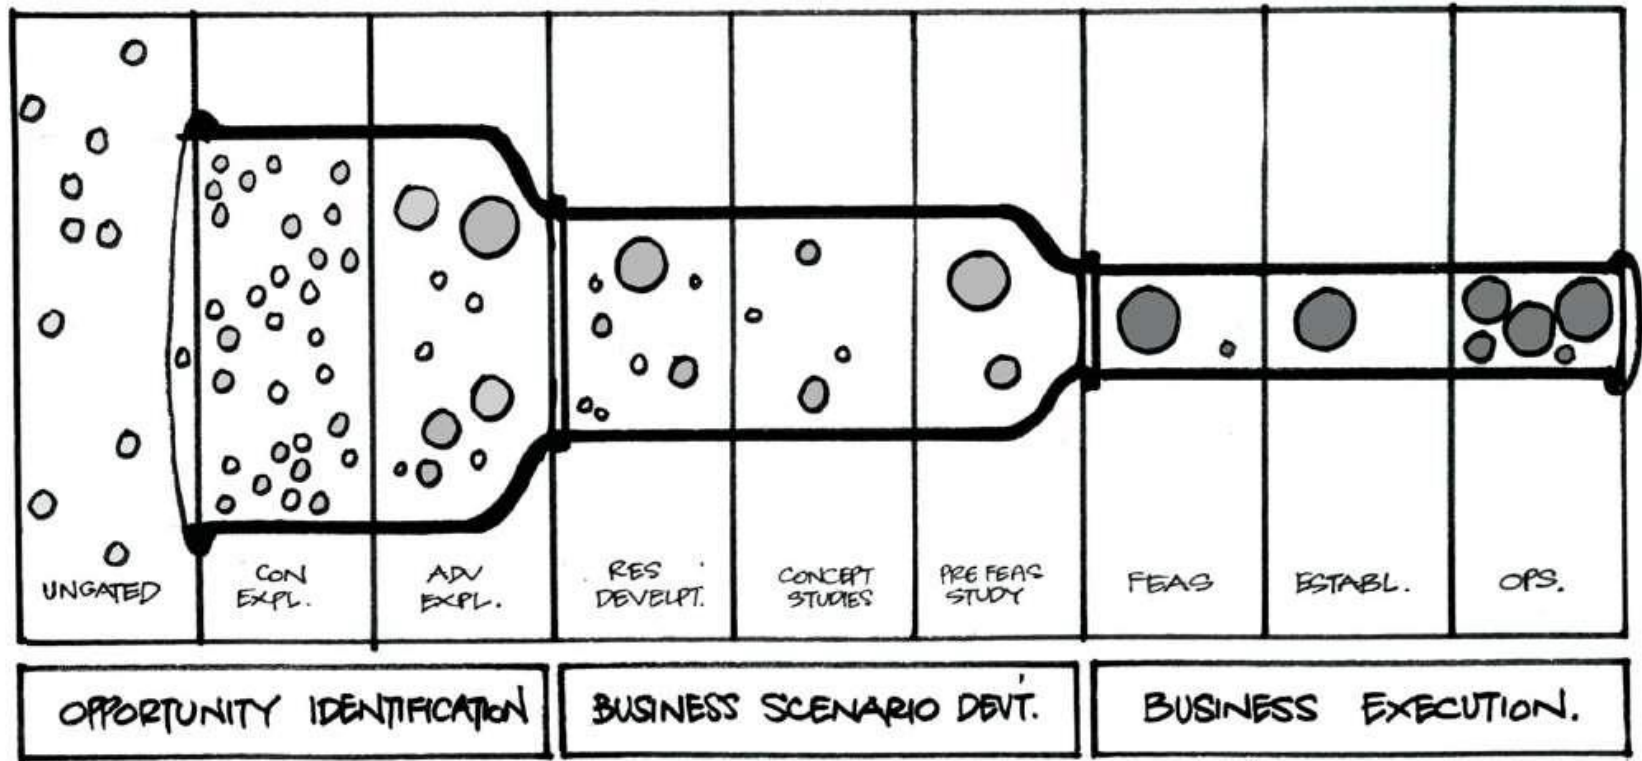 UNGATED
CON
EXPL.
ADV
EXPL.
RES
DEVELPT.
CONCEPT
STUDIES
PRE FEAS
STUDY
FEAS
ESTABL.
OPS.
OPPORTUNITY IDENTIFICATION
BUSINESS SCENARIO DEV'T.
BUSINESS EXECUTION.